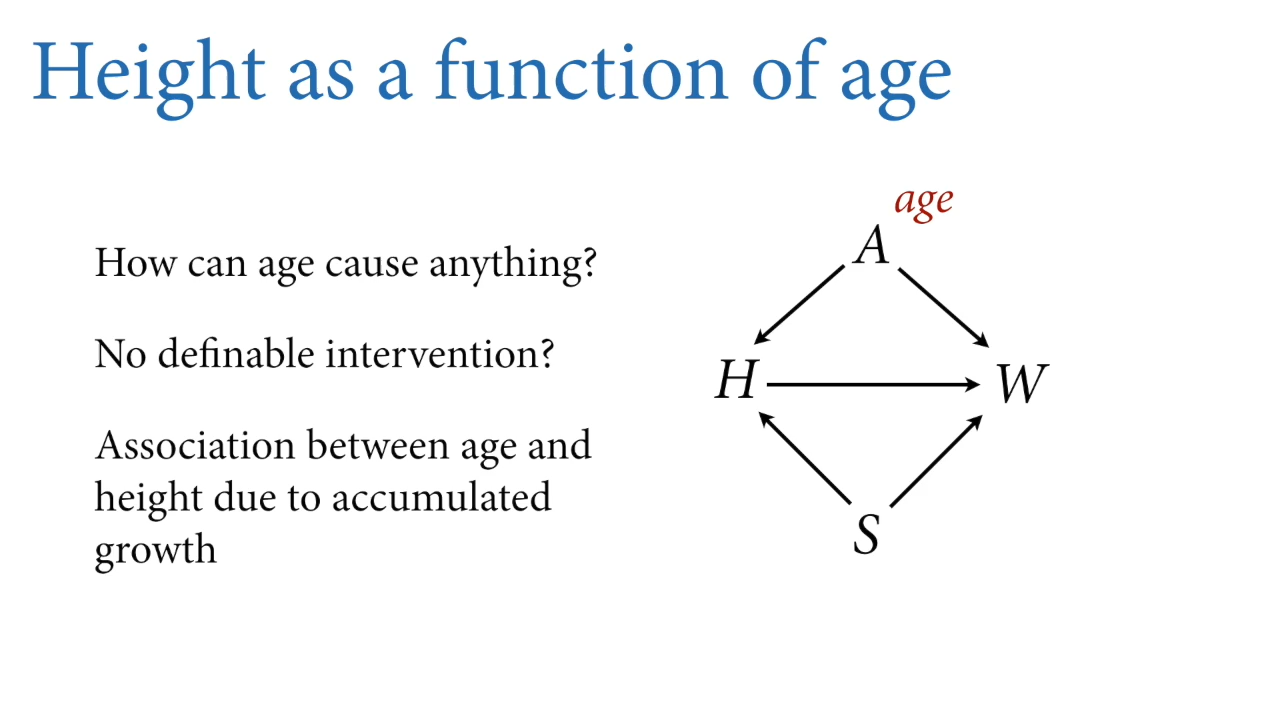 Height as a function of age
How can age cause anything?
No definable intervention?
Association between age and
height due to accumulated
growth
age
A
H
W
S